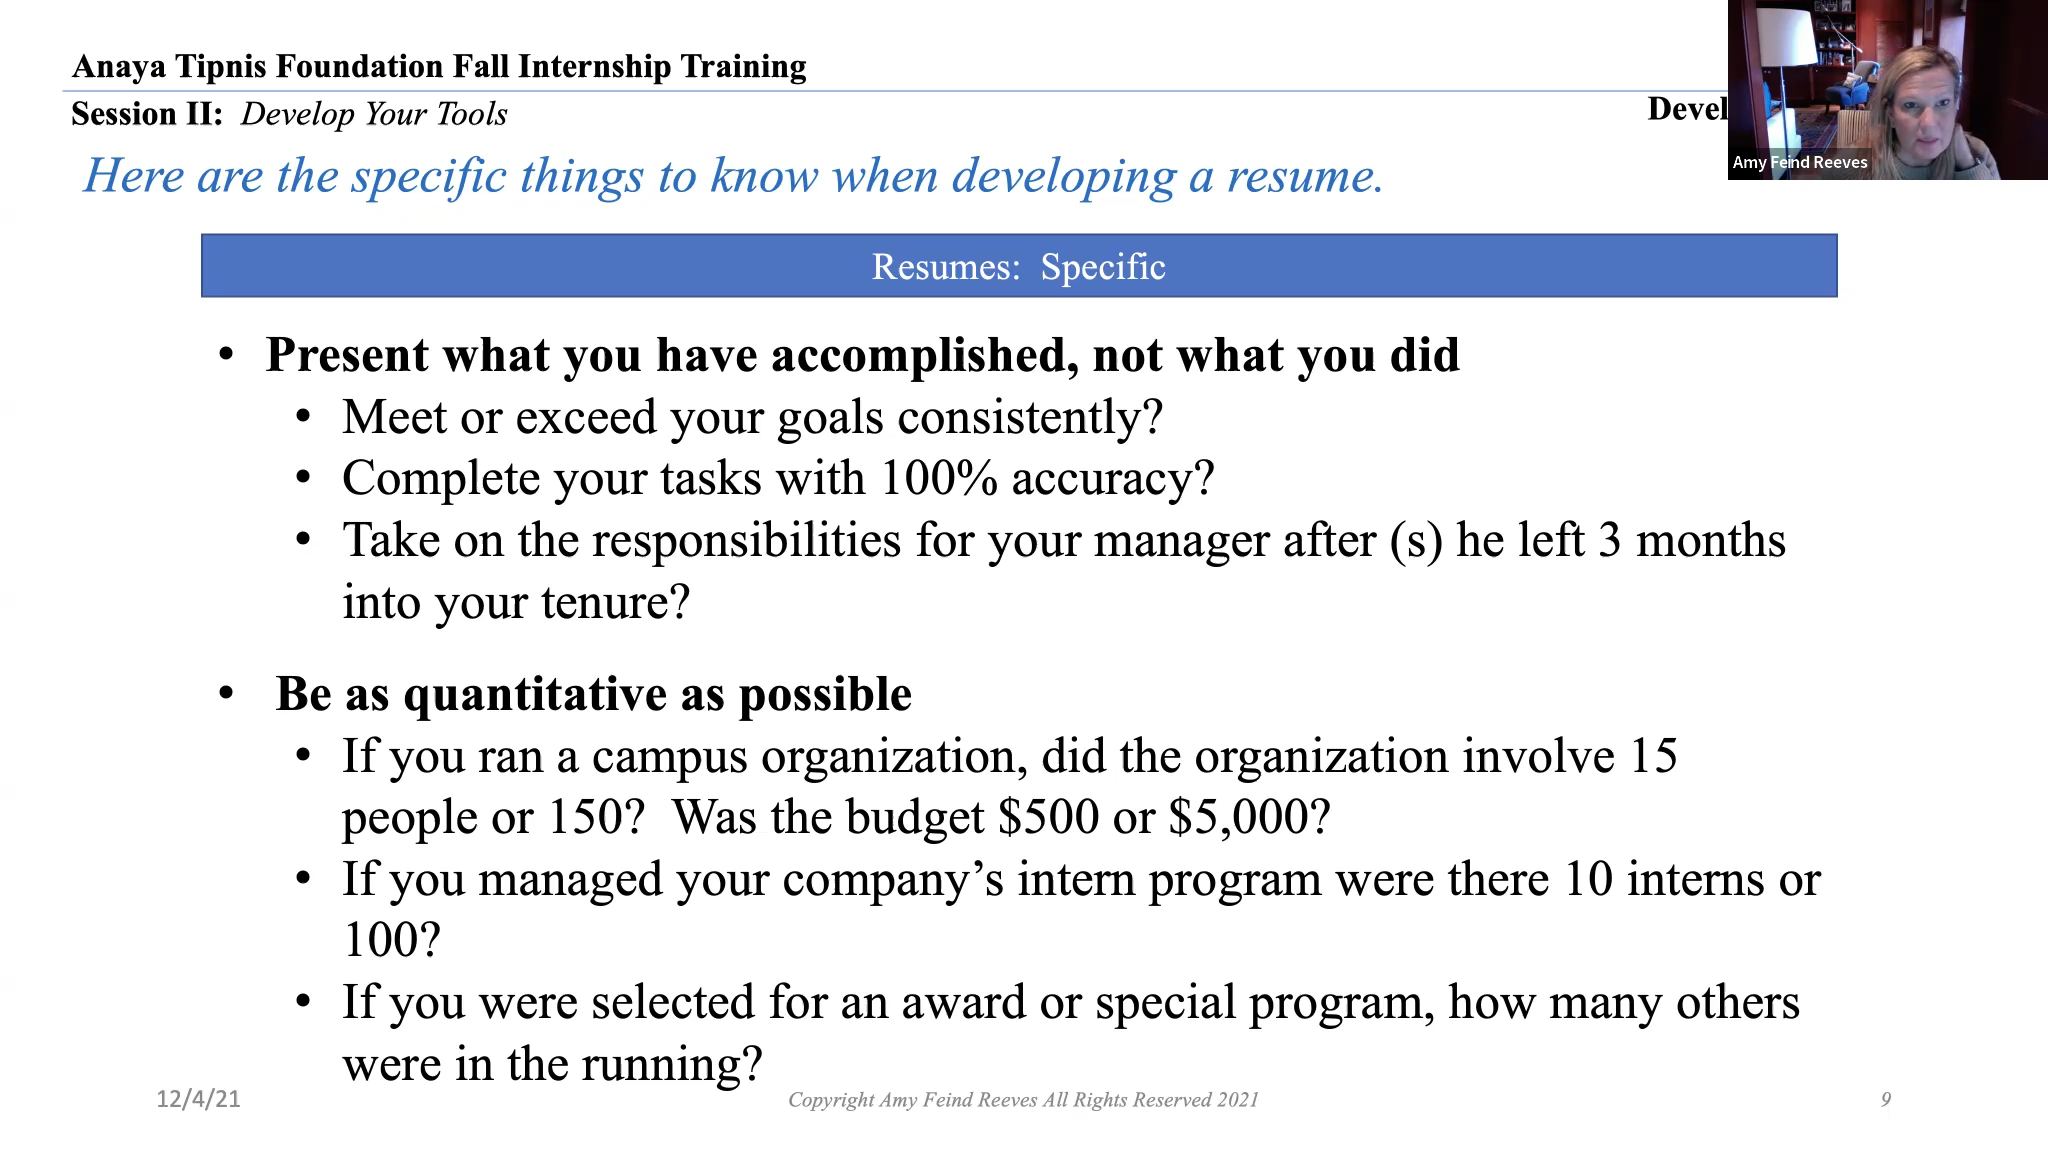 Anaya Tipnis Foundation Fall Internship Training
Session II:  Develop Your Tools
Devel
Amy Feind Reeves
Here are the specific things to know when developing a resume.
Resumes:  Specific
• Present what you have accomplished, not what you did
• Meet or exceed your goals consistently?
• Complete your tasks with 100% accuracy?
• Take on the responsibilities for your manager after (s) he left 3 months
into your tenure?
• Be as quantitative as possible
• If you ran a campus organization, did the organization involve 15
people or 150?  Was the budget $500 or $5,000?
• If you managed your company’s intern program were there 10 interns or
100?
• If you were selected for an award or special program, how many others
were in the running?
12/4/21
Copyright Amy Feind Reeves All Rights Reserved 2021
9